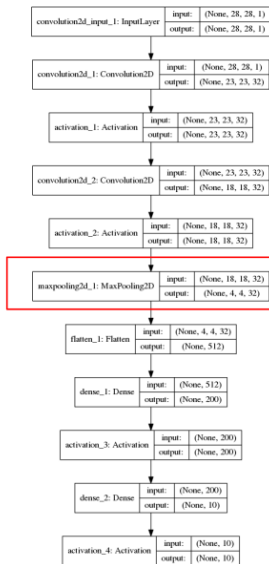 convolution2d_input_1: InputLayer input: (None, 28, 28, 1)
output: (None, 28, 28, 1)
convolution2d_1: Convolution2D input: (None, 28, 28, 1)
output: (None, 23, 23, 32)
activation_1: Activation input: (None, 23, 23, 32)
output: (None, 23, 23, 32)
convolution2d_2: Convolution2D input: (None, 23, 23, 32)
output: (None, 18, 18, 32)
activation_2: Activation input: (None, 18, 18, 32)
output: (None, 18, 18, 32)
maxpooling2d_1: MaxPooling2D input: (None, 18, 18, 32)
output: (None, 4, 4, 32)
flatten_1: Flatten input: (None, 4, 4, 32)
output: (None, 512)
dense_1: Dense input: (None, 512)
output: (None, 200)
activation_3: Activation input: (None, 200)
output: (None, 200)
dense_2: Dense input: (None, 200)
output: (None, 10)
activation_4: Activation input: (None, 10)
output: (None, 10)